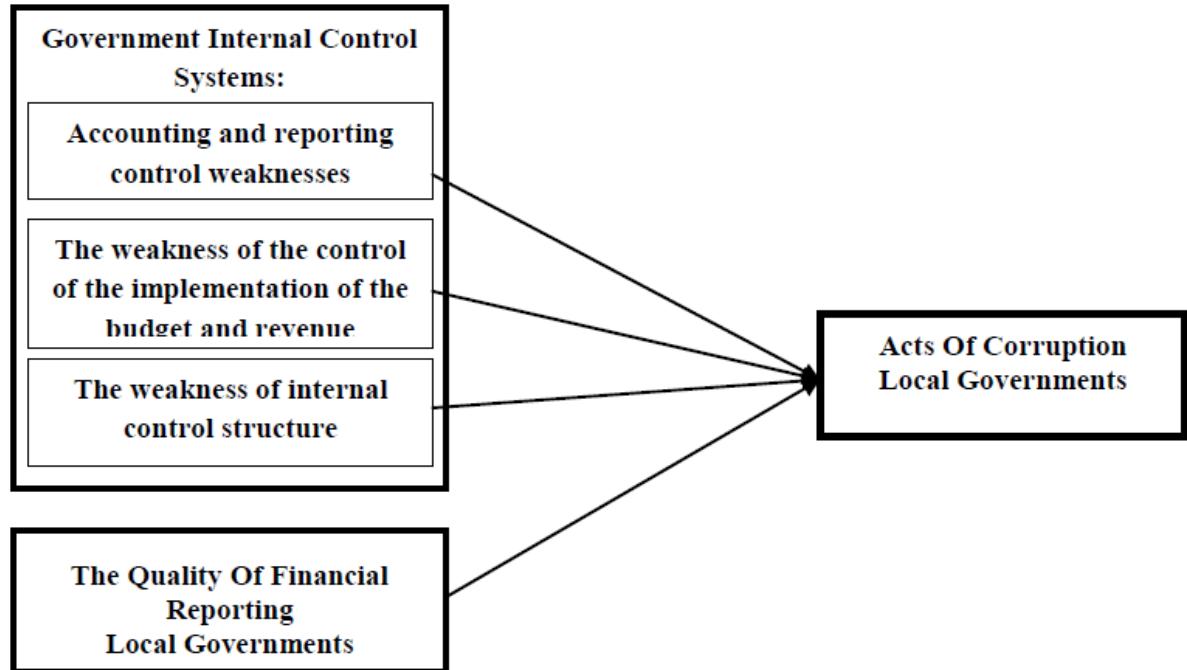 Government Internal Control
Systems:
Accounting and reporting
control weaknesses
The weakness of the control
of the implementation of the
budget and revenue
The weakness of internal
control structure
Acts Of Corruption
Local Governments
The Quality Of Financial
Reporting
Local Governments